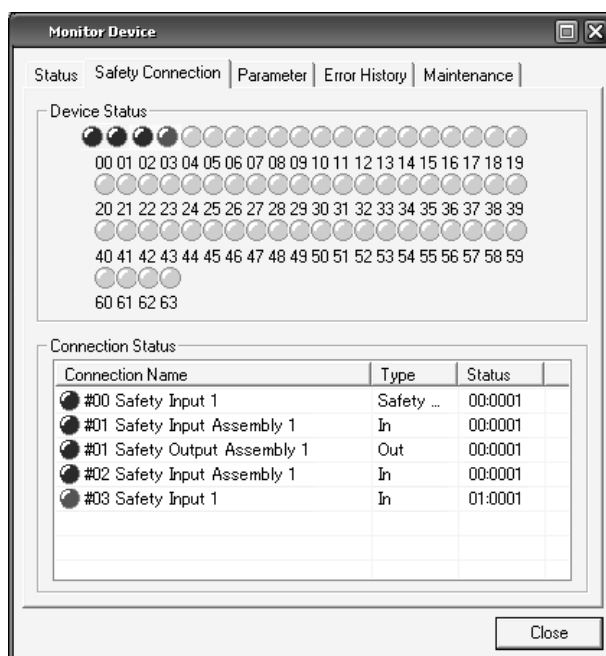 Monitor Device
Status Safety Connection Parameter Error History Maintenance
Device Status
00 01 02 03 04 05 06 07 08 09 10 11 12 13 14 15 16 17 18 19
20 21 22 23 24 25 26 27 28 29 30 31 32 33 34 35 36 37 38 39
40 41 42 43 44 45 46 47 48 49 50 51 52 53 54 55 56 57 58 59
60 61 62 63
Connection Status
Connection Name Type Status
#00 Safety Input 1 Safety ... 00:0001
#01 Safety Input Assembly 1 In 00:0001
#01 Safety Output Assembly 1 Out 00:0001
#02 Safety Input Assembly 1 In 00:0001
#03 Safety Input 1 In 01:0001
Close